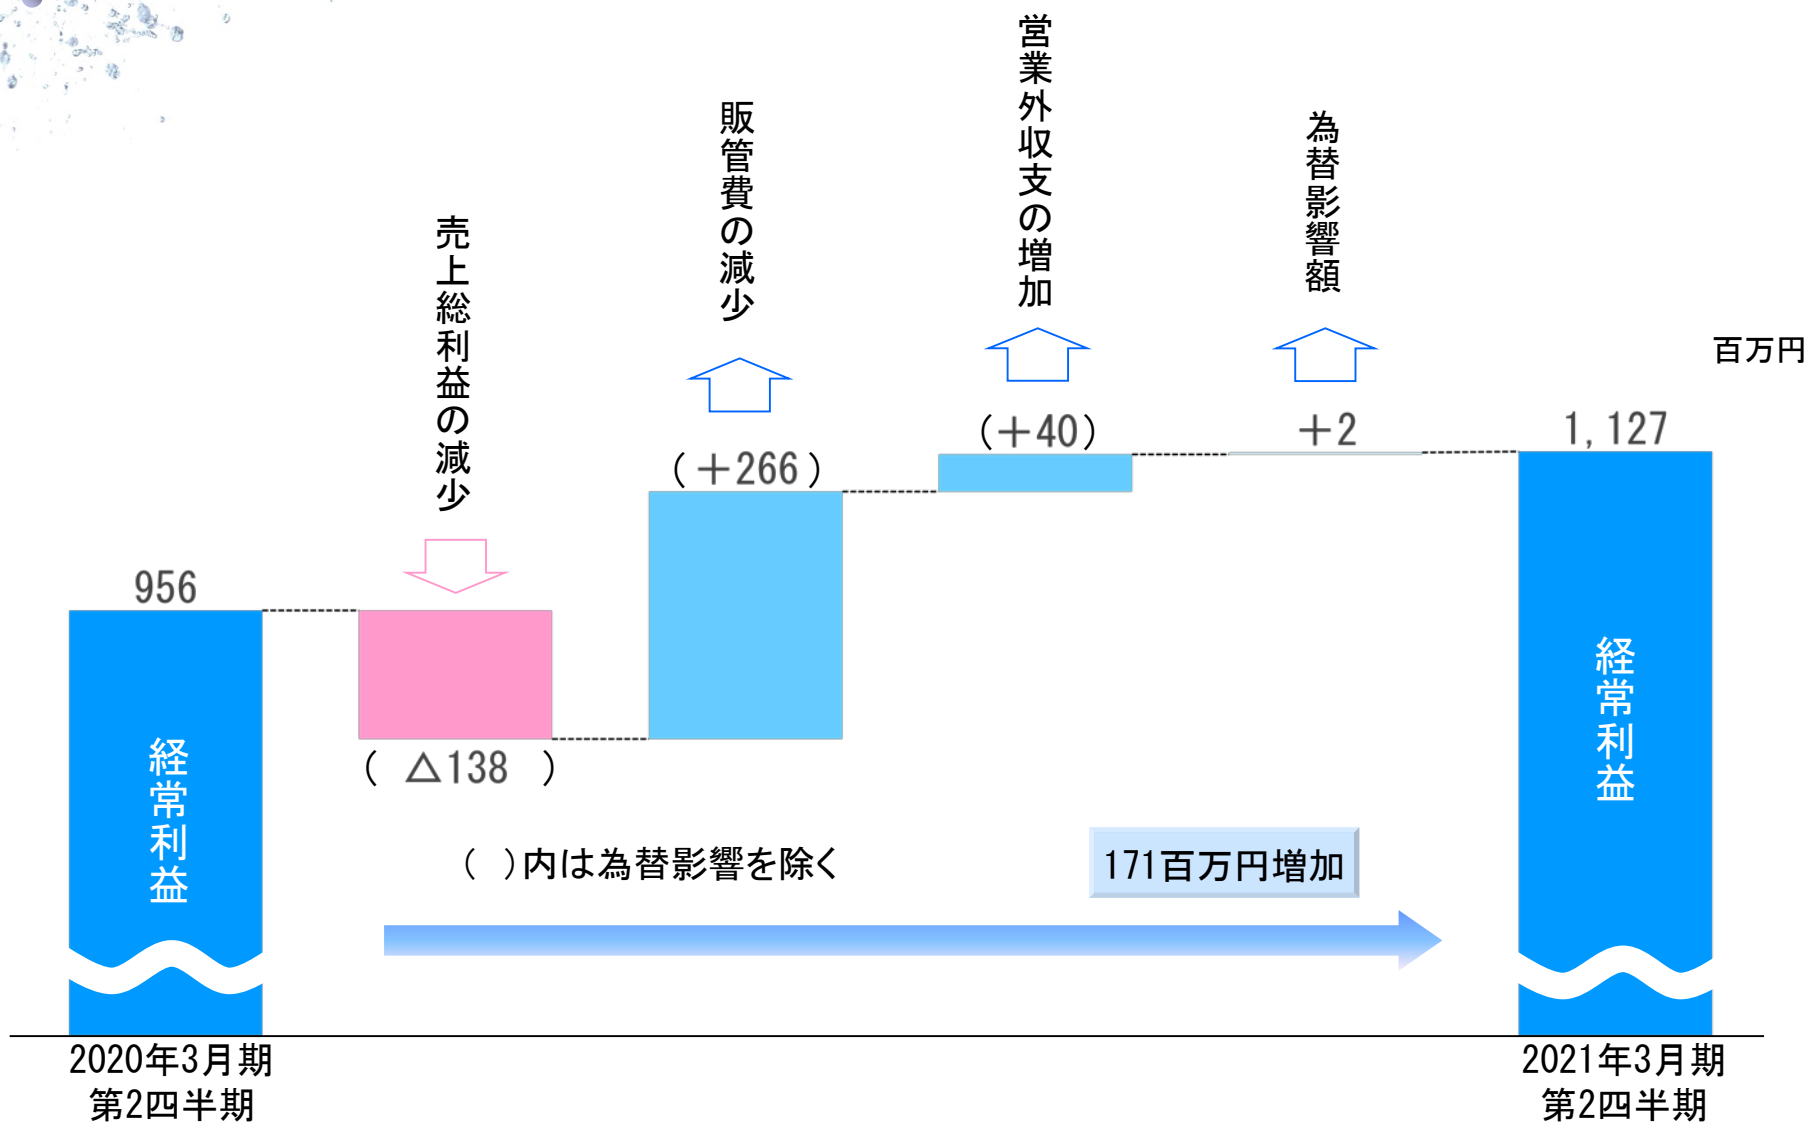 営業外収支の増加
販管費の減少
為替影響額
売上総利益の減少
百万円
956
(△138)
(+266)
(+40)
+2
1,127
経常利益
経常利益
( )内は為替影響を除く
171百万円増加
2020年3月期
第2四半期
2021年3月期
第2四半期